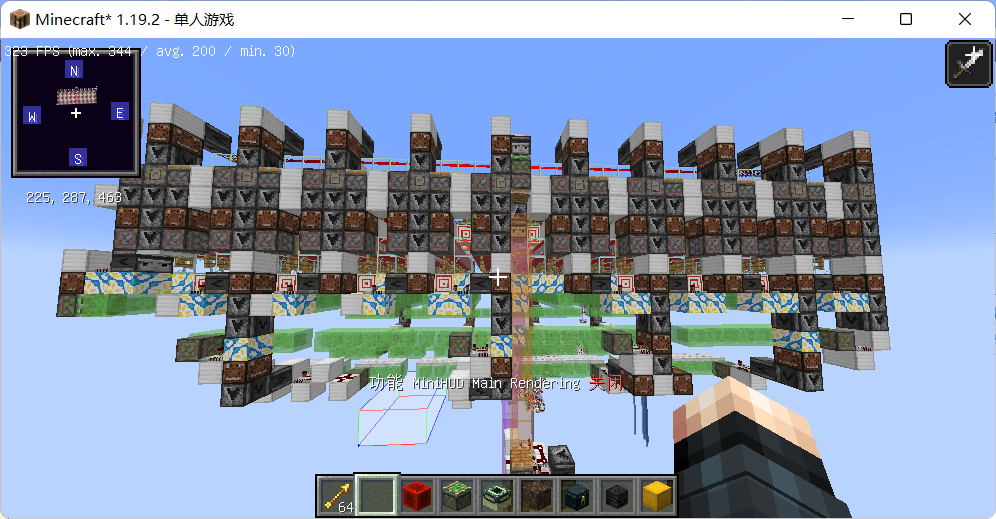 Minecraft* 1.19.2 - 单人游戏
323 FPS (max. 344 / avg. 200 / min. 30)
N
W
E
S
225, 287, 463
功能 MiniHUD Main Rendering 关闭
64